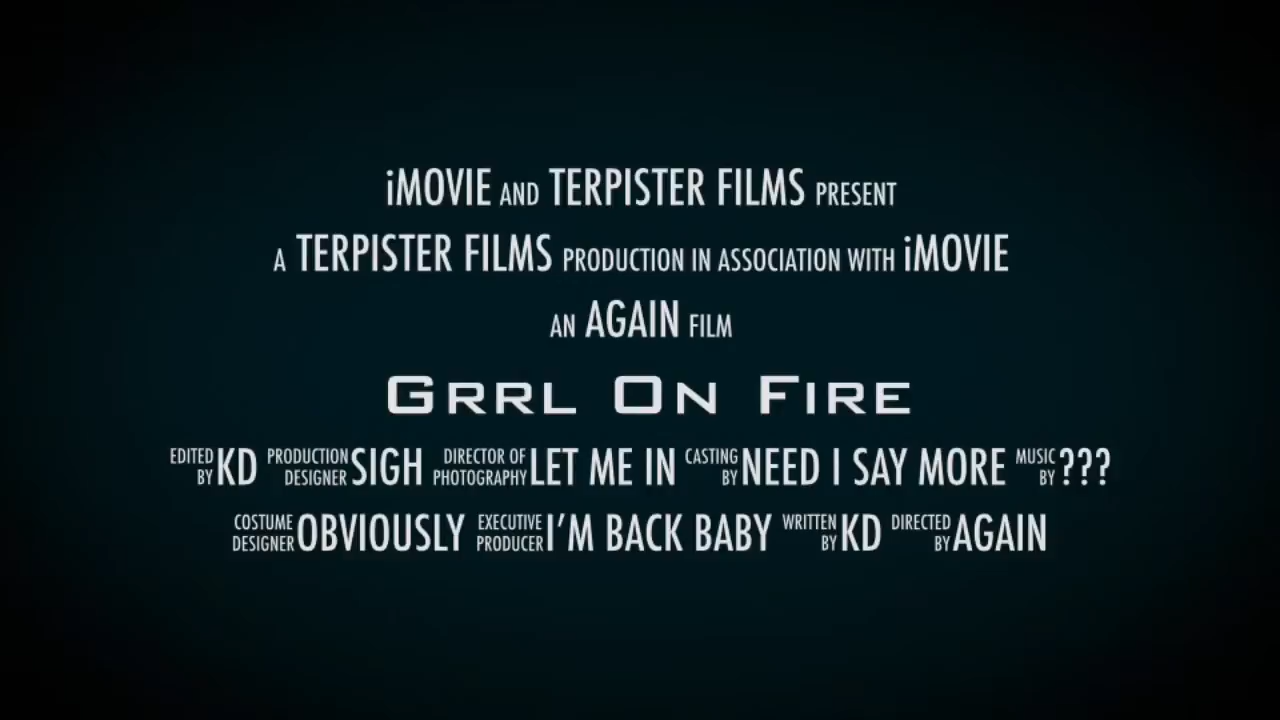 iMOVIE AND TERPISTER FILMS PRESENT
A TERPISTER FILMS PRODUCTION IN ASSOCIATION WITH iMOVIE
AN AGAIN FILM
GRRL ON FIRE
EDITED BY KD PRODUCTION DESIGNER SIGH DIRECTOR OF PHOTOGRAPHY LET ME IN CASTING BY NEED I SAY MORE MUSIC BY ???
COSTUME DESIGNER OBVIOUSLY EXECUTIVE PRODUCER I'M BACK BABY WRITTEN BY KD DIRECTED BY AGAIN